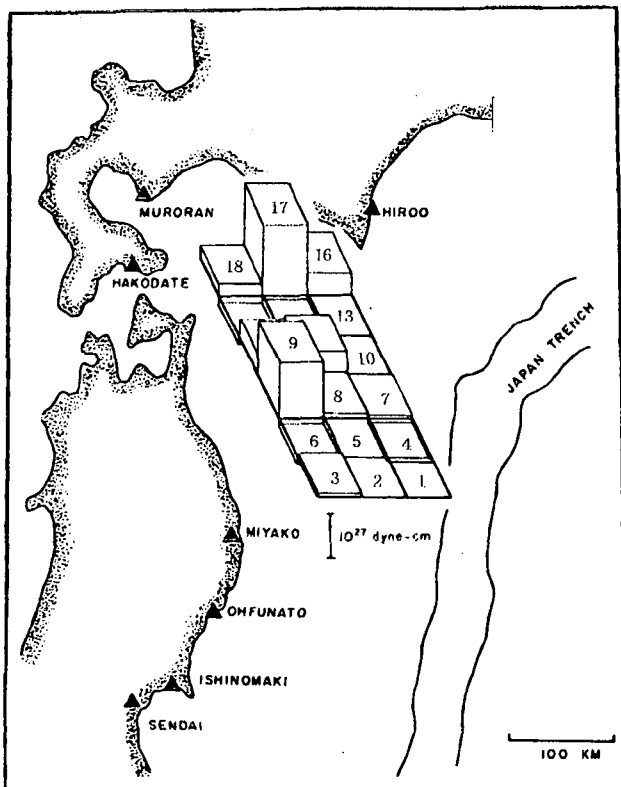 MURORAN
HIROO
17
16
18
HAKODATE
13
JAPAN TRENCH
9
10
8
7
6
5
4
3
2
1
10²⁷ dyne-cm
MIYAKO
OHFUNATO
ISHINOMAKI
SENDAI
100 KM